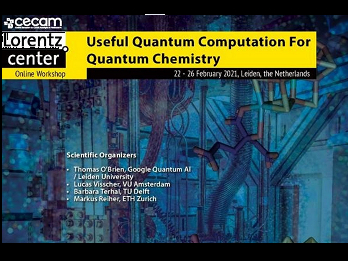 cecam
Lorentz
center
Online Workshop
Useful Quantum Computation For
Quantum Chemistry
22 - 26 February 2021, Leiden, the Netherlands
Scientific Organizers
• Thomas O'Brien, Google Quantum AI
/ Leiden University
• Lucas Visscher, VU Amsterdam
• Barbara Terhal, TU Delft
• Markus Reiher, ETH Zurich